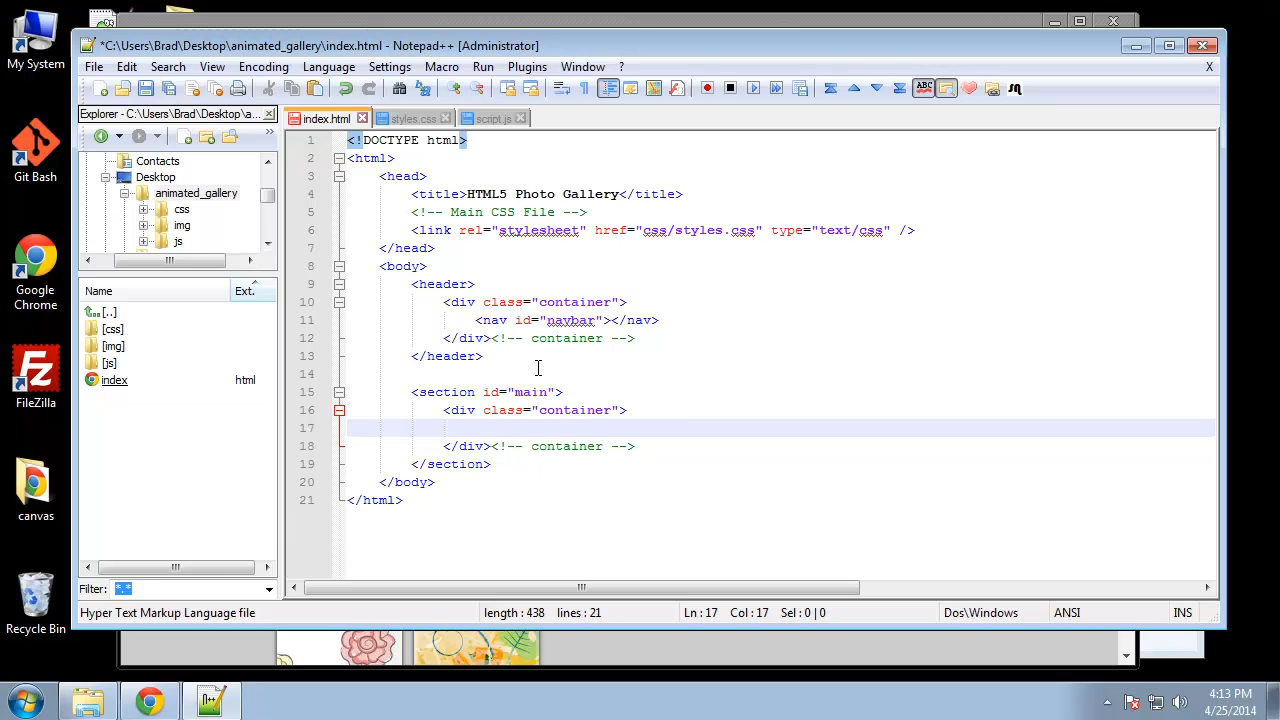 My System
Git Bash
Google
Chrome
FileZilla
canvas
Recycle Bin
*C:\Users\Brad\Desktop\animated_gallery\index.html - Notepad++ [Administrator]
File Edit Search View Encoding Language Settings Macro Run Plugins Window ? X
Explorer - C:\Users\Brad\Desktop\a...
index.html styles.css script.js
Contacts
Desktop
animated_gallery
css
img
js
Name Ext.
[..]
[css]
[img]
[js]
index html
Filter: *.*
1 <!DOCTYPE html>
2 <html>
3 <head>
4 <title>HTML5 Photo Gallery</title>
5 <!-- Main CSS File -->
6 <link rel="stylesheet" href="css/styles.css" type="text/css" />
7 </head>
8 <body>
9 <header>
10 <div class="container">
11 <nav id="navbar"></nav>
12 </div><!-- container -->
13 </header>
14
15 <section id="main">
16 <div class="container">
17
18 </div><!-- container -->
19 </section>
20 </body>
21 </html>
Hyper Text Markup Language file length : 438 lines : 21 Ln : 17 Col : 17 Sel : 0 | 0 Dos\Windows ANSI INS
4:13 PM
4/25/2014